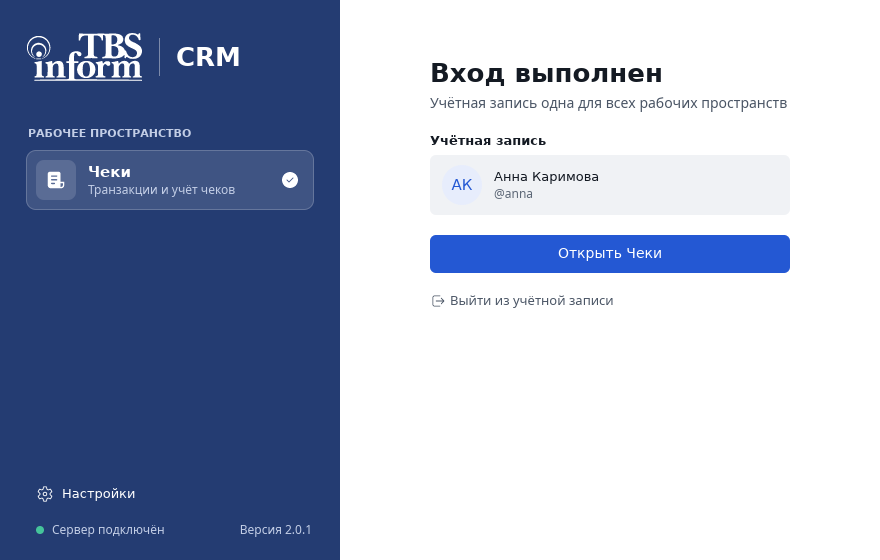 TBS
inform
CRM
РАБОЧЕЕ ПРОСТРАНСТВО
Чеки
Транзакции и учёт чеков
Настройки
Сервер подключён
Версия 2.0.1
Вход выполнен
Учётная запись одна для всех рабочих пространств
Учётная запись
АК
Анна Каримова
@anna
Открыть Чеки
Выйти из учётной записи